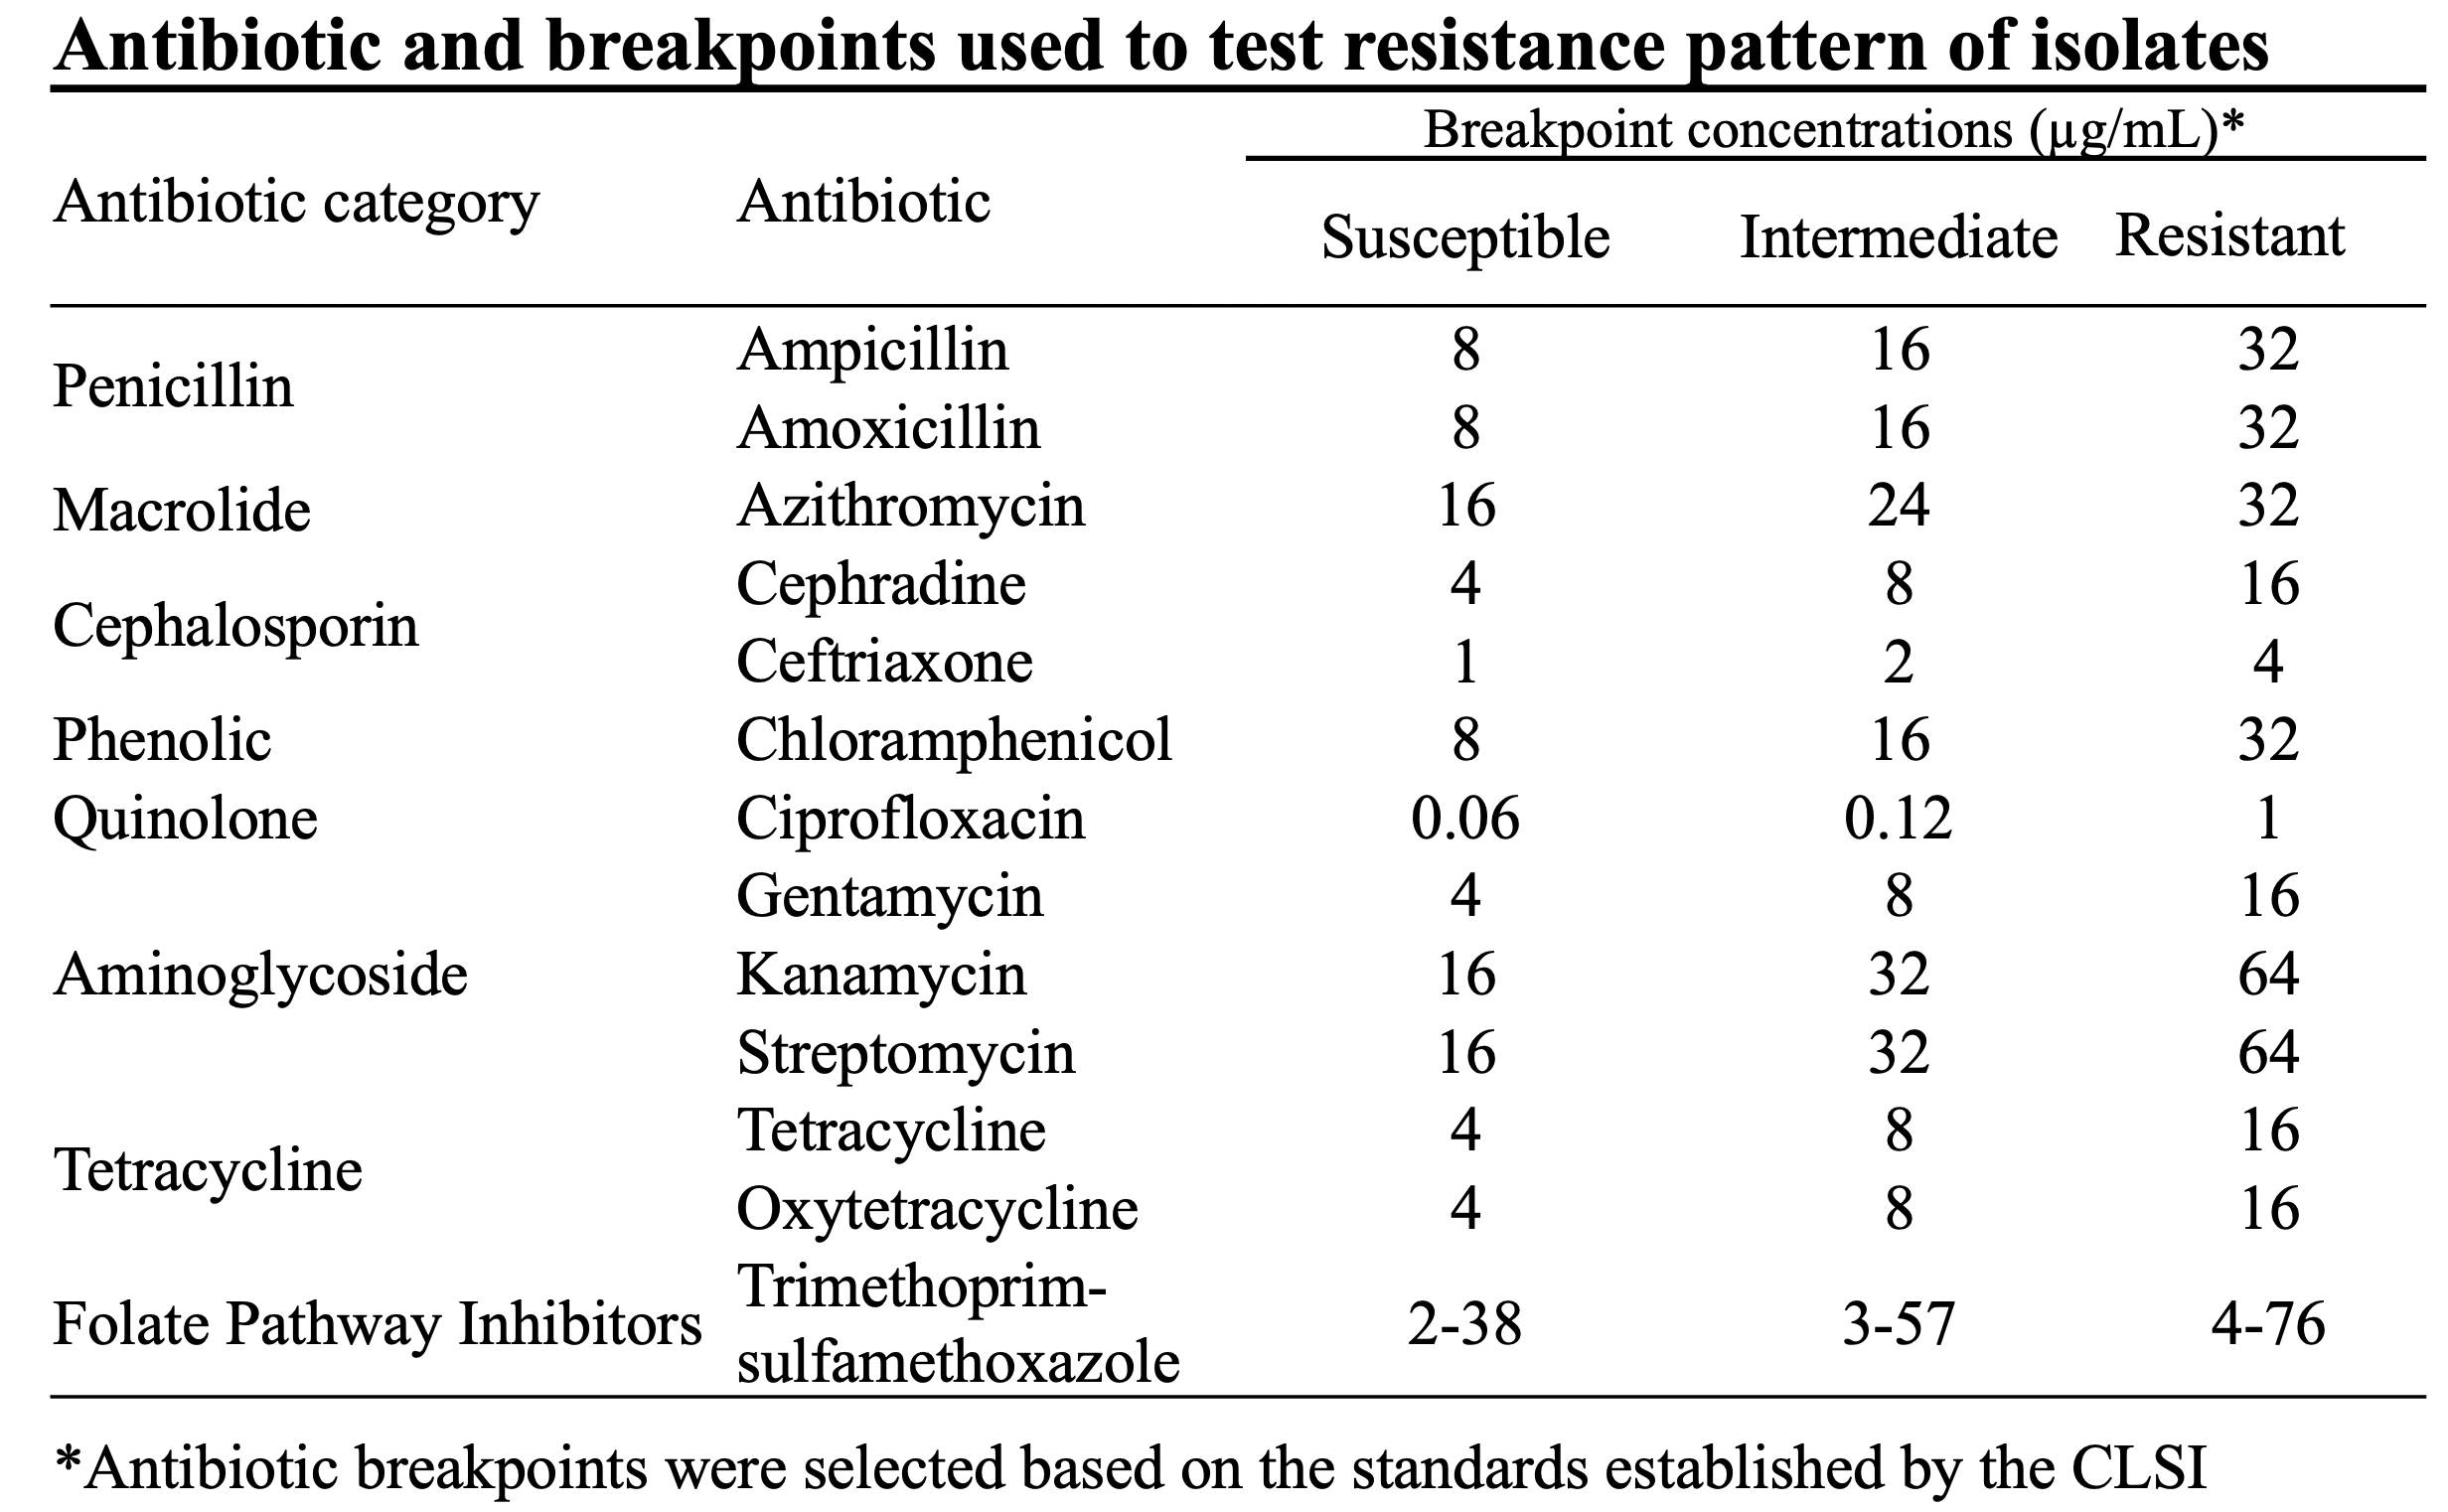 Antibiotic and breakpoints used to test resistance pattern of isolates
Breakpoint concentrations (μg/mL)*
Antibiotic category Antibiotic
Susceptible Intermediate Resistant
Penicillin
Ampicillin 8 16 32
Amoxicillin 8 16 32
Macrolide Azithromycin 16 24 32
Cephalosporin
Cephradine 4 8 16
Ceftriaxone 1 2 4
Phenolic Chloramphenicol 8 16 32
Quinolone Ciprofloxacin 0.06 0.12 1
Gentamycin 4 8 16
Aminoglycoside Kanamycin 16 32 64
Streptomycin 16 32 64
Tetracycline
Tetracycline 4 8 16
Oxytetracycline 4 8 16
Trimethoprim-
Folate Pathway Inhibitors 2-38 3-57 4-76
sulfamethoxazole
*Antibiotic breakpoints were selected based on the standards established by the CLSI